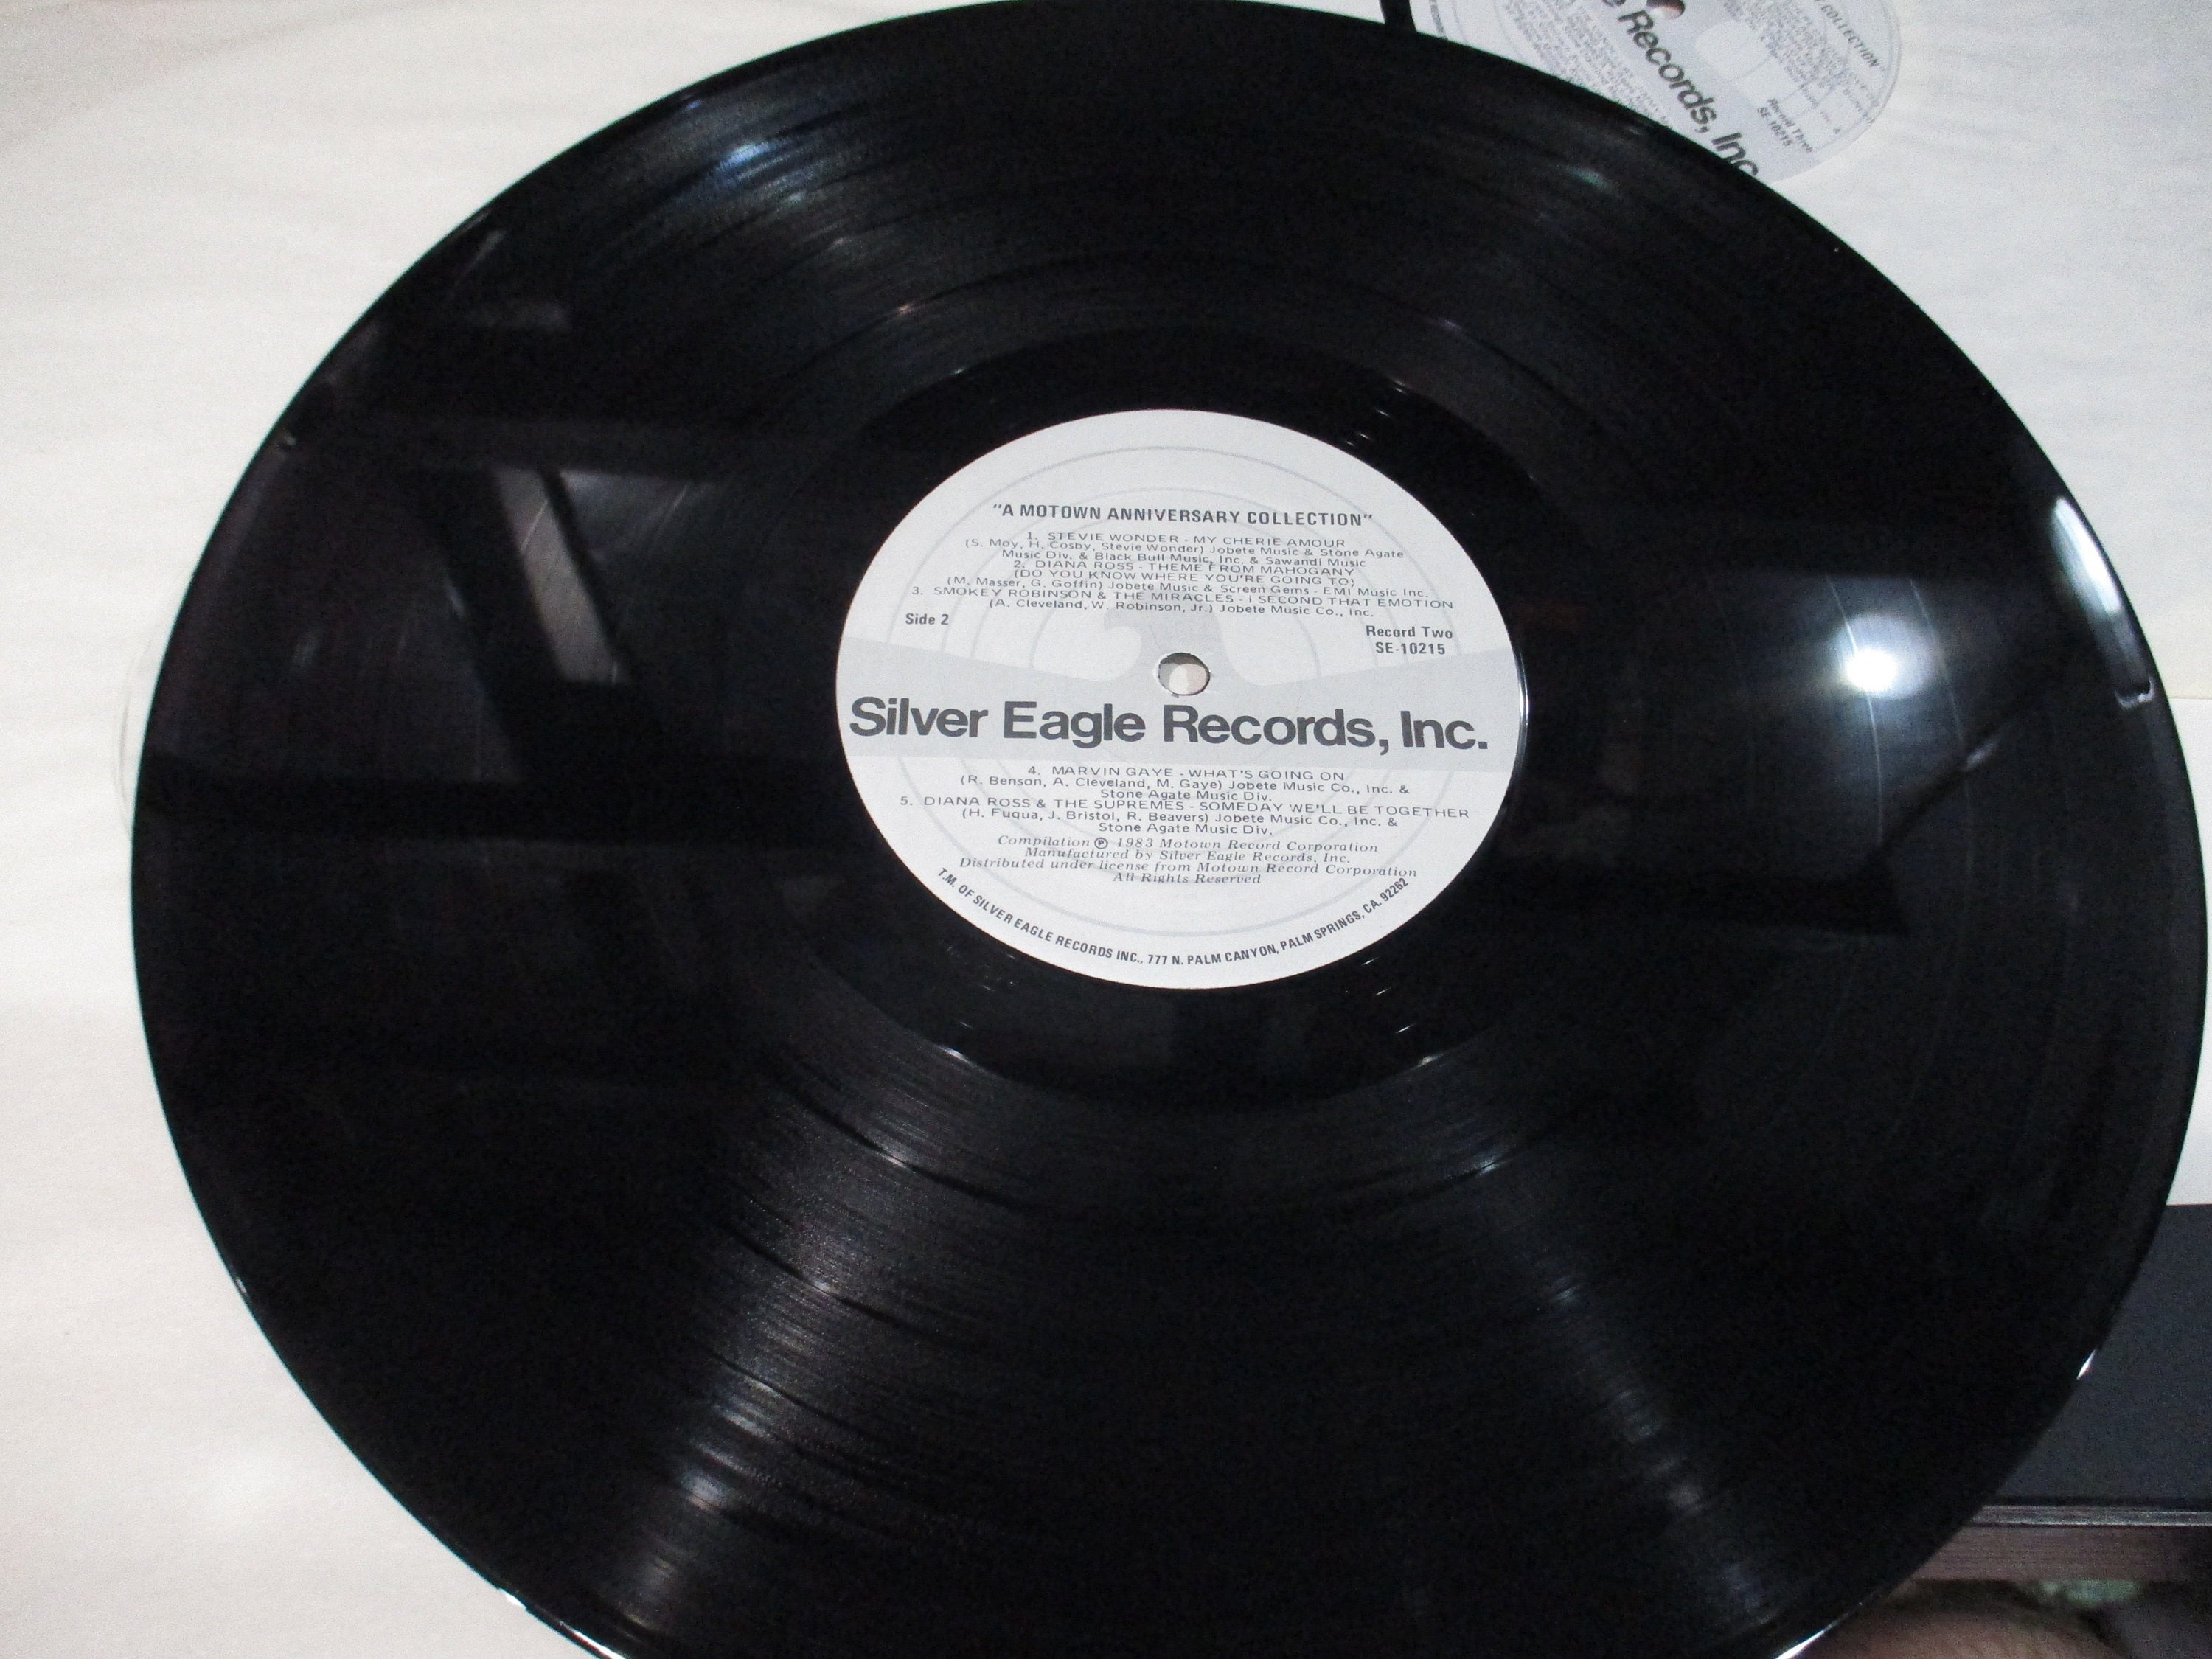 COLLECTION
e Records, Inc
Record Three
SE-10215
"A MOTOWN ANNIVERSARY COLLECTION"
1. STEVIE WONDER - MY CHERIE AMOUR
(S. Moy, H. Cosby, Stevie Wonder) Jobete Music & Stone Agate
Music Div. & Black Bull Music, Inc. & Sawandi Music
2. DIANA ROSS - THEME FROM MAHOGANY
(DO YOU KNOW WHERE YOU'RE GOING TO)
(M. Masser, G. Goffin) Jobete Music & Screen Gems - EMI Music Inc.
3. SMOKEY ROBINSON & THE MIRACLES - I SECOND THAT EMOTION
(A. Cleveland, W. Robinson, Jr.) Jobete Music Co., Inc.
Side 2
Record Two
SE-10215
Silver Eagle Records, Inc.
4. MARVIN GAYE - WHAT'S GOING ON
(R. Benson, A. Cleveland, M. Gaye) Jobete Music Co., Inc. &
Stone Agate Music Div.
5. DIANA ROSS & THE SUPREMES - SOMEDAY WE'LL BE TOGETHER
(H. Fuqua, J. Bristol, R. Beavers) Jobete Music Co., Inc. &
Stone Agate Music Div.
Compilation ℗ 1983 Motown Record Corporation
Manufactured by Silver Eagle Records, Inc.
Distributed under license from Motown Record Corporation
All Rights Reserved
T.M. OF SILVER EAGLE RECORDS INC., 777 N. PALM CANYON, PALM SPRINGS, CA. 92262